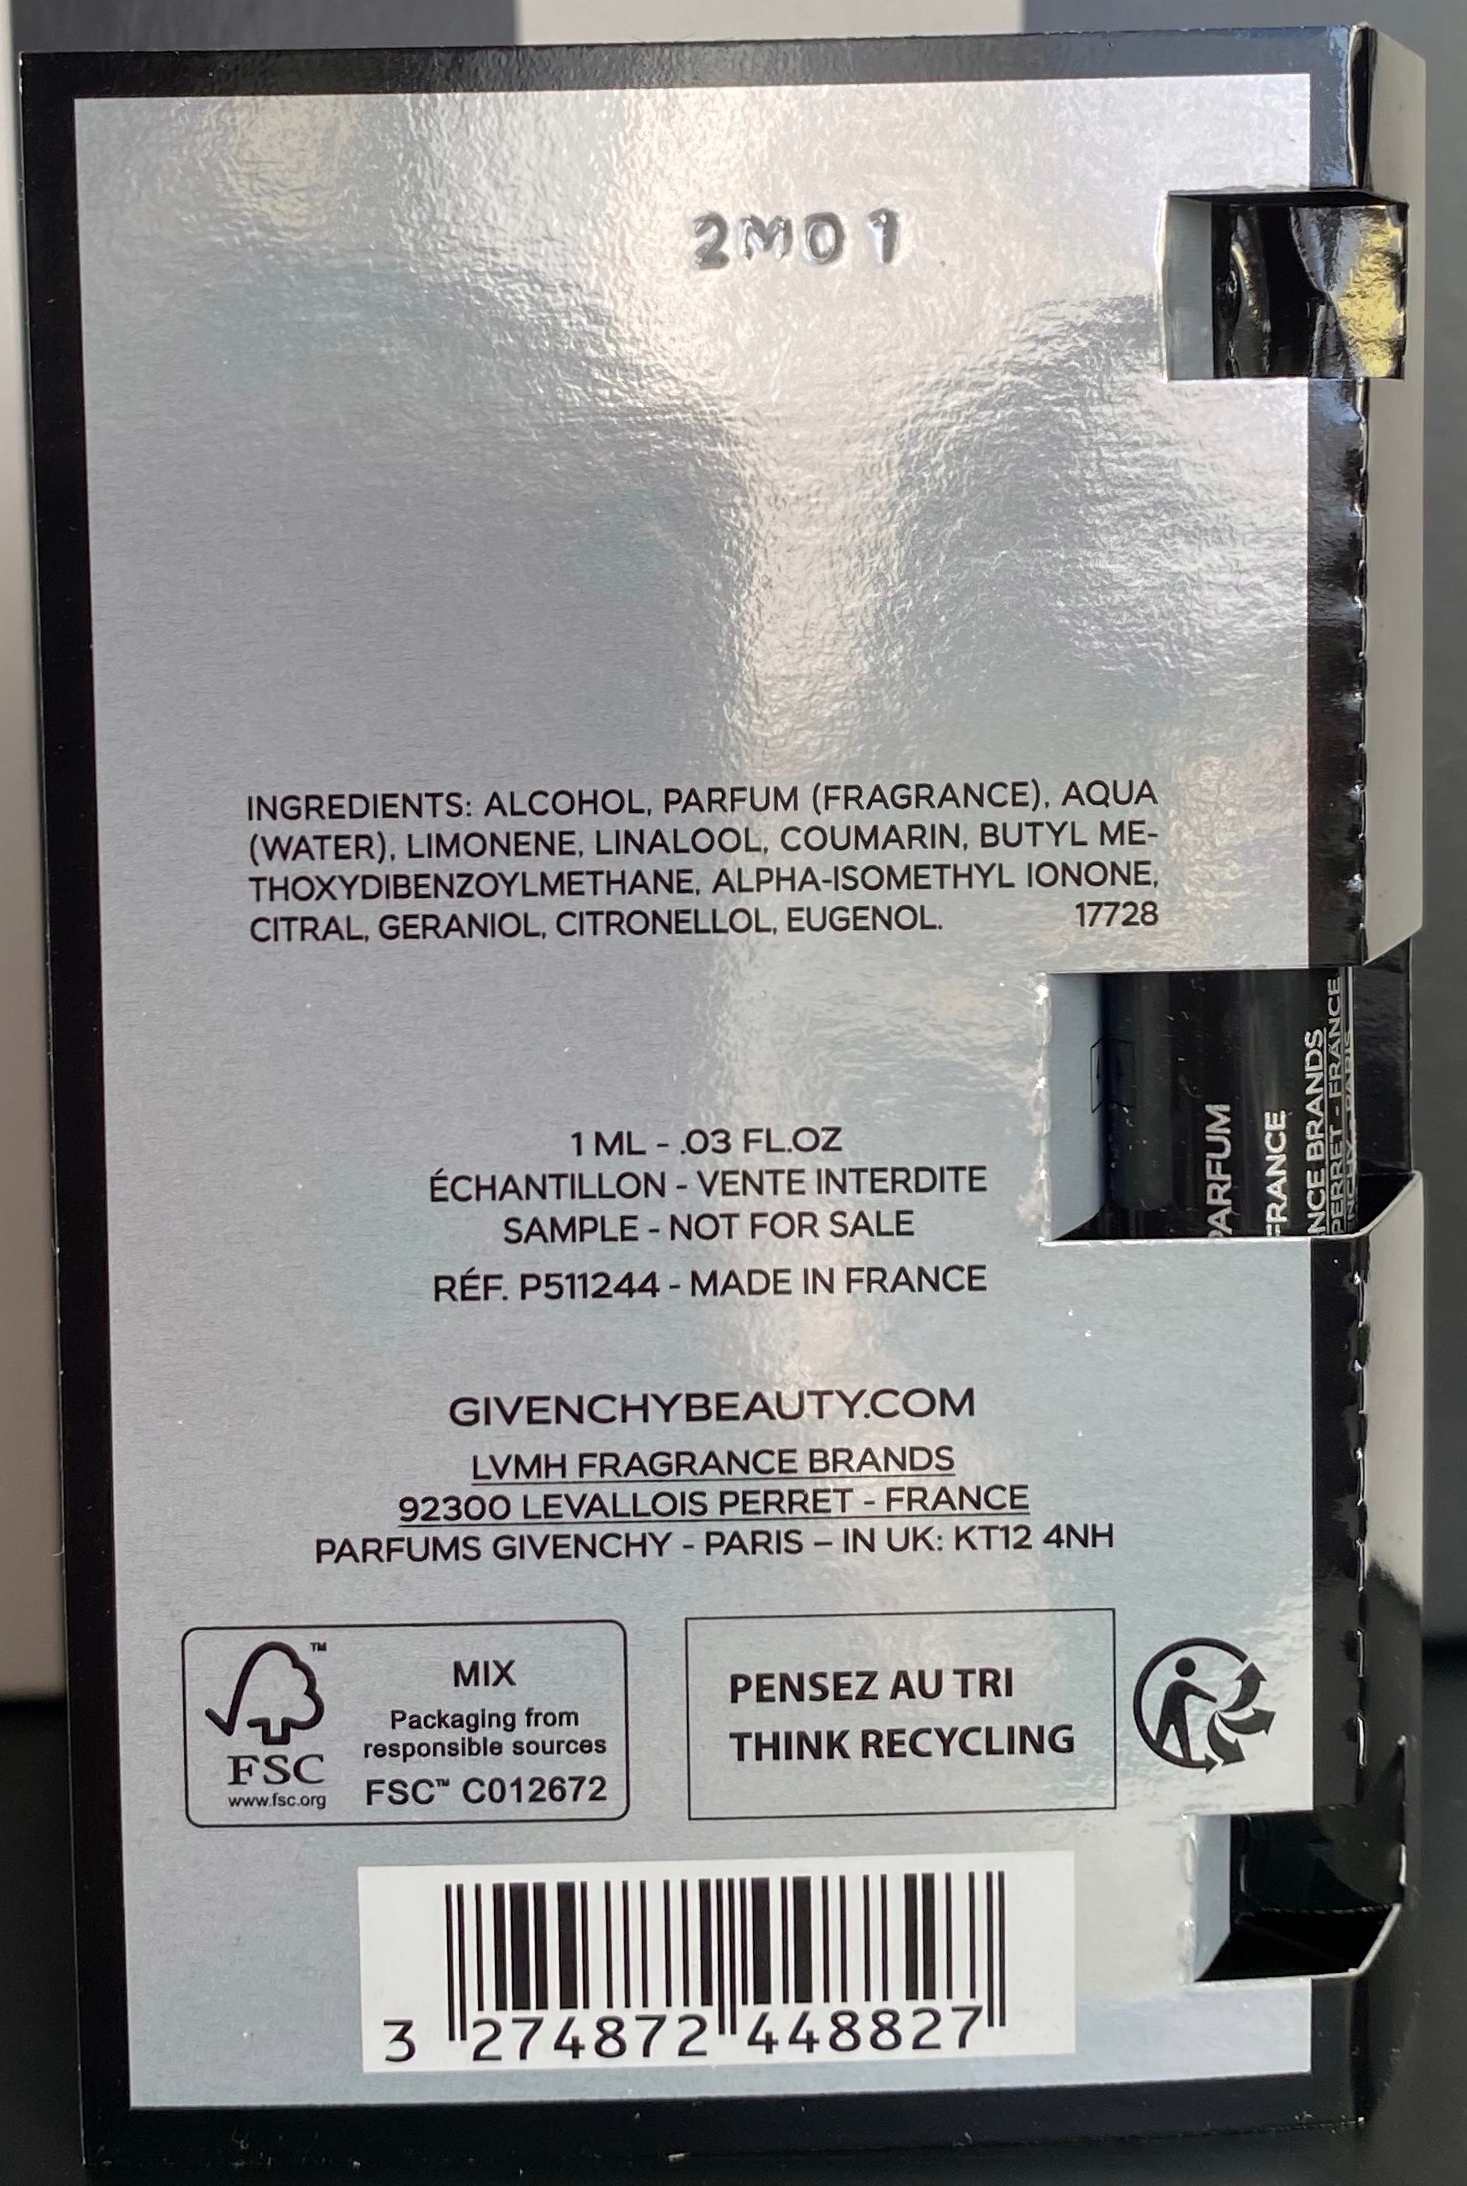 2M01
INGREDIENTS: ALCOHOL, PARFUM (FRAGRANCE), AQUA
(WATER), LIMONENE, LINALOOL, COUMARIN, BUTYL ME-
THOXYDIBENZOYLMETHANE, ALPHA-ISOMETHYL IONONE,
CITRAL, GERANIOL, CITRONELLOL, EUGENOL. 17728
ARFUM
FRANCE
NCE BRANDS
PERRET - FRANCE
1 ML - .03 FL.OZ
ÉCHANTILLON - VENTE INTERDITE
SAMPLE - NOT FOR SALE
RÉF. P511244 - MADE IN FRANCE
GIVENCHYBEAUTY.COM
LVMH FRAGRANCE BRANDS
92300 LEVALLOIS PERRET - FRANCE
PARFUMS GIVENCHY - PARIS – IN UK: KT12 4NH
FSC
www.fsc.org
MIX
Packaging from
responsible sources
FSC™ C012672
PENSEZ AU TRI
THINK RECYCLING
3 274872 448827